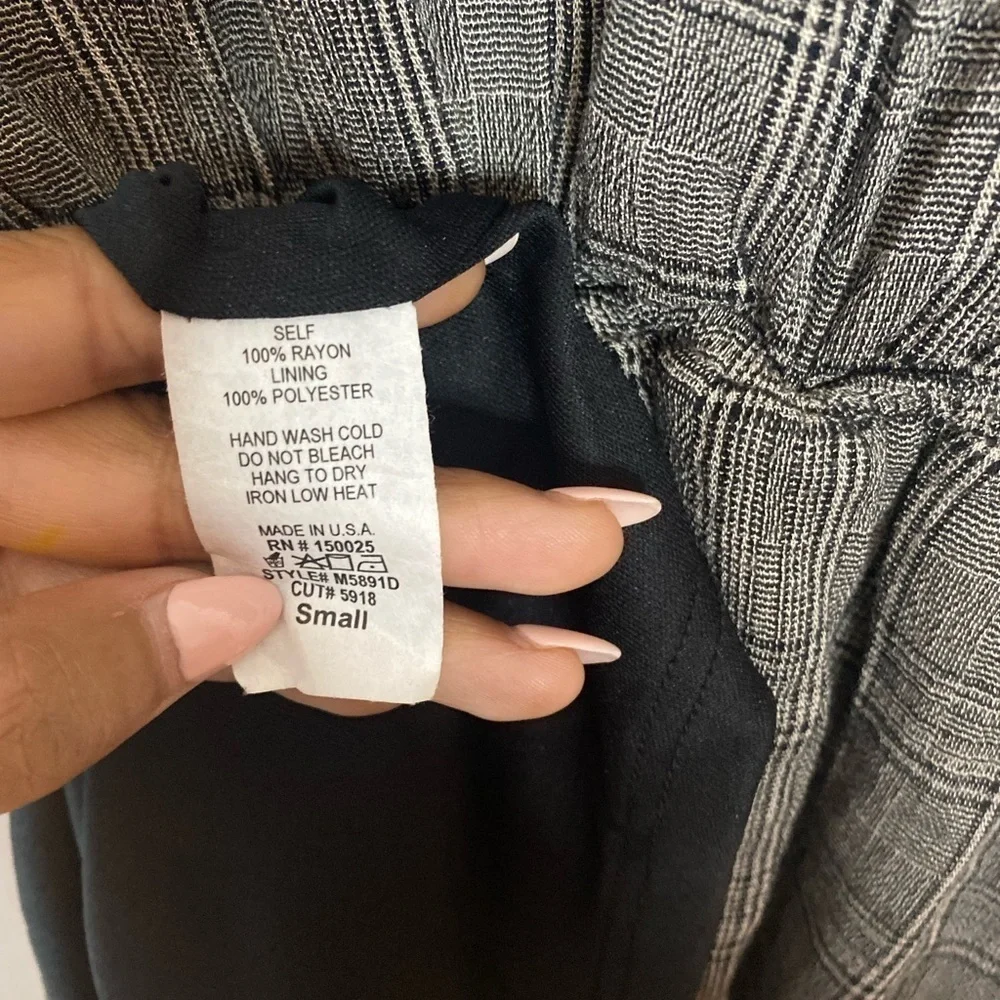 SELF
100% RAYON
LINING
100% POLYESTER
HAND WASH COLD
DO NOT BLEACH
HANG TO DRY
IRON LOW HEAT
MADE IN U.S.A.
RN # 150025
STYLE# M5891D
CUT# 5918
Small